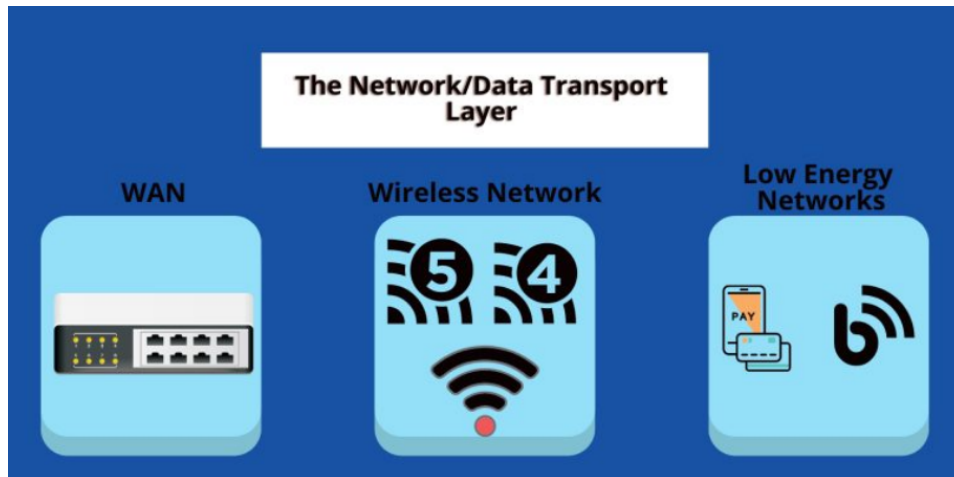 The Network/Data Transport
Layer
WAN
Wireless Network
Low Energy
Networks
5
4
PAY
b